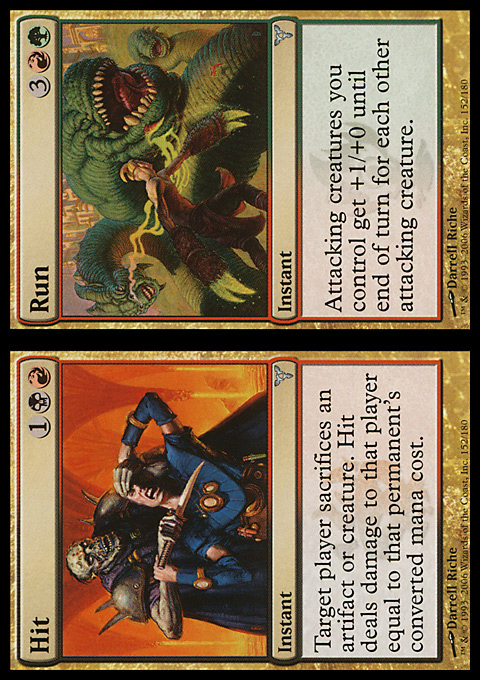 Hit
1
Instant
Target player sacrifices an
artifact or creature. Hit
deals damage to that player
equal to that permanent's
converted mana cost.
Darrell Riche
™ & © 1993-2006 Wizards of the Coast, Inc. 152/180
Run
3
Instant
Attacking creatures you
control get +1/+0 until
end of turn for each other
attacking creature.
Darrell Riche
™ & © 1993-2006 Wizards of the Coast, Inc. 152/180